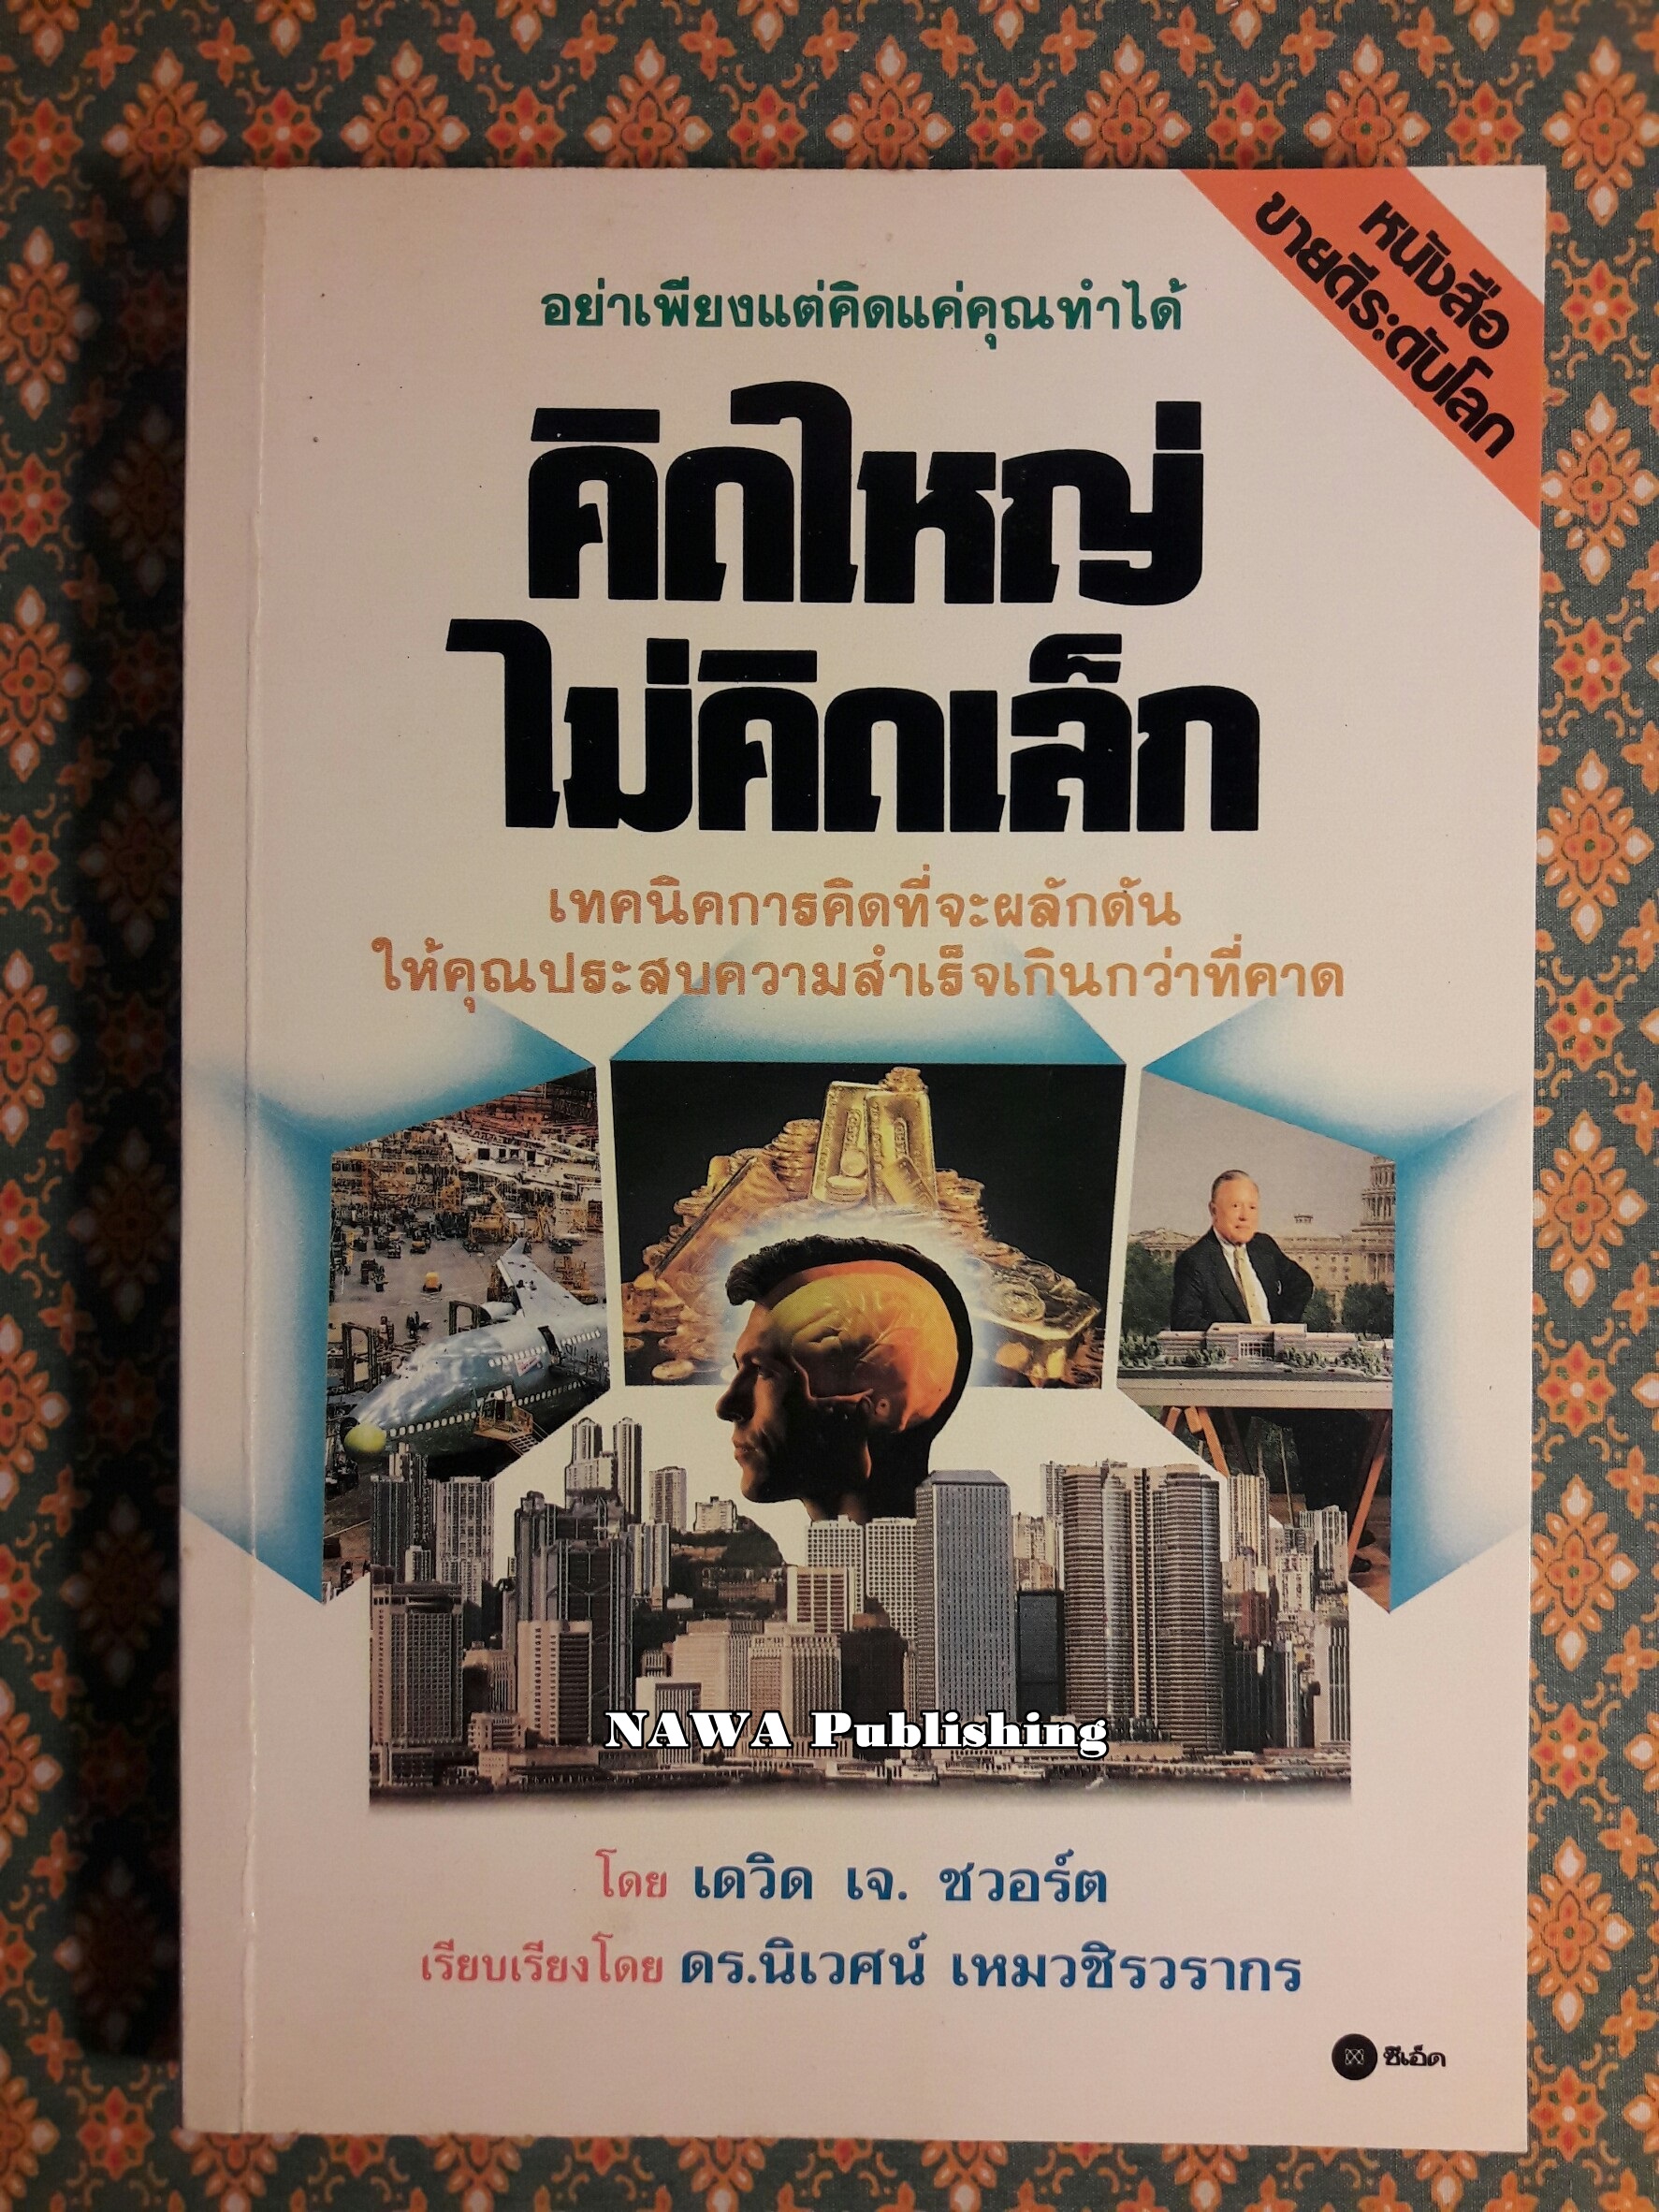 หนังสือ
ขายดีระดับโลก
อย่าเพียงแต่คิดแค่คุณทำได้
คิดใหญ่
ไม่คิดเล็ก
เทคนิคการคิดที่จะผลักดัน
ให้คุณประสบความสำเร็จเกินกว่าที่คาด
NAWA Publishing
โดย เดวิด เจ. ชวอร์ต
เรียบเรียงโดย ดร.นิเวศน์ เหมวชิรวรากร
ซีเอ็ด